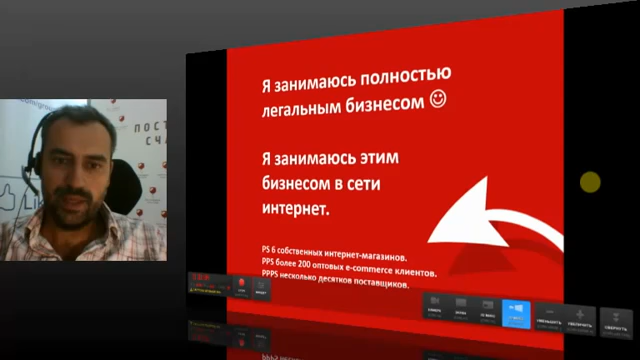 Я занимаюсь полностью
легальным бизнесом ☺
Я занимаюсь этим
бизнесом в сети
интернет.
PS 6 собственных интернет-магазинов.
PPS более 200 оптовых e-commerce клиентов.
PPPS несколько десятков поставщиков.